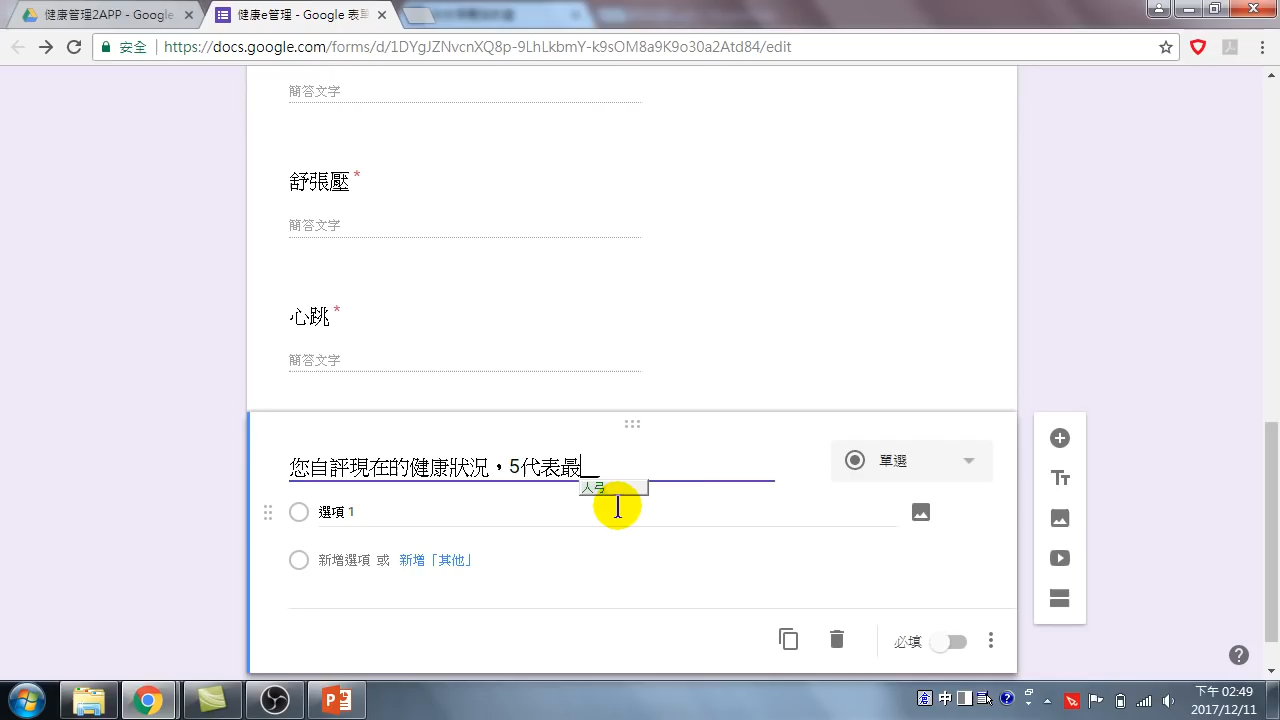 健康管理2APP - Google
健康e管理 - Google 表
安全
https://docs.google.com/forms/d/1DYgJZNvcnXQGp-9LhLkbmY-k9sOM8a9K9o30a2Atd84/edit
簡答文字
舒張壓 *
簡答文字
心跳 *
簡答文字
您自評現在的健康狀況，5代表最
單選
人弓
選項 1
新增選項 或 新增「其他」
必填
中
下午 02:49
2017/12/11